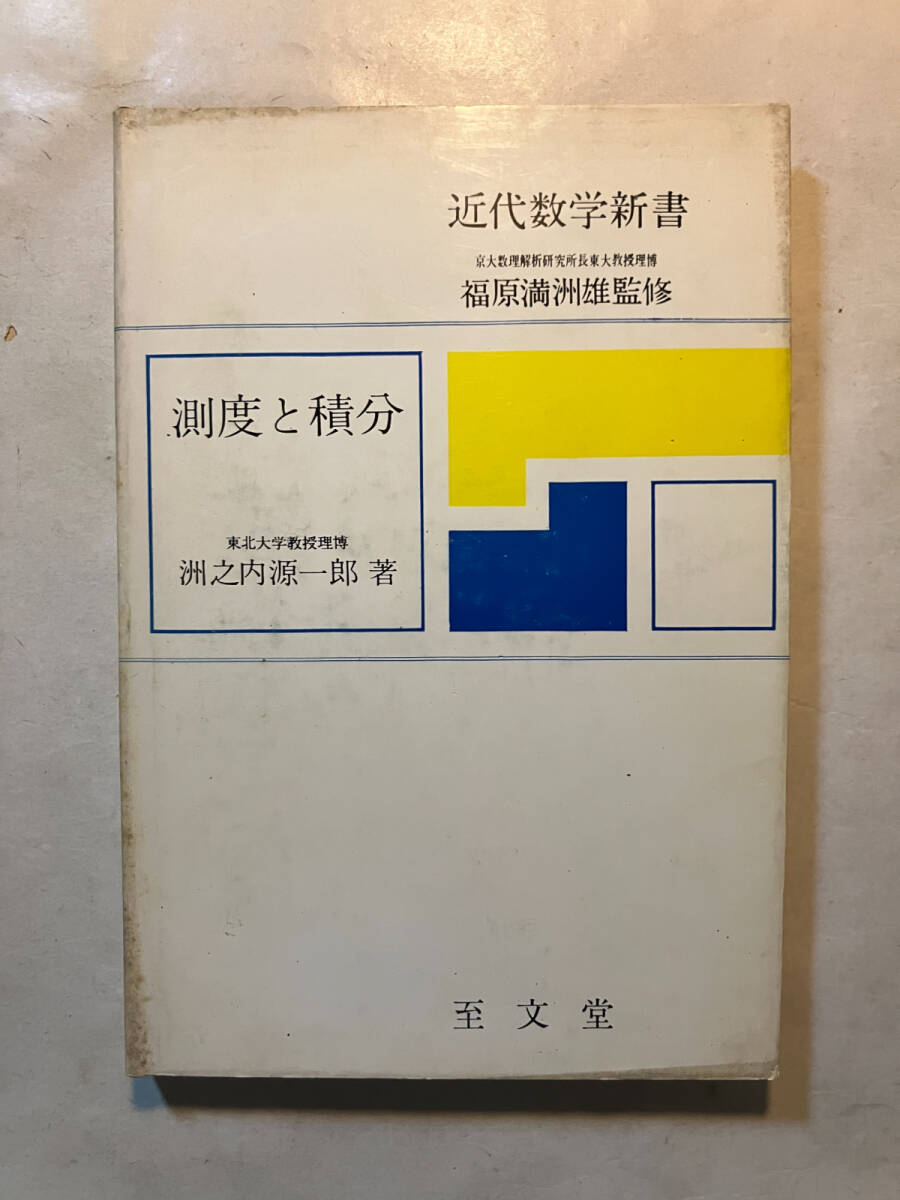 近代数学新書
京大数理解析研究所長東大教授理博
福原満洲雄監修
測度と積分
東北大学教授理博
洲之内源一郎 著
至文堂